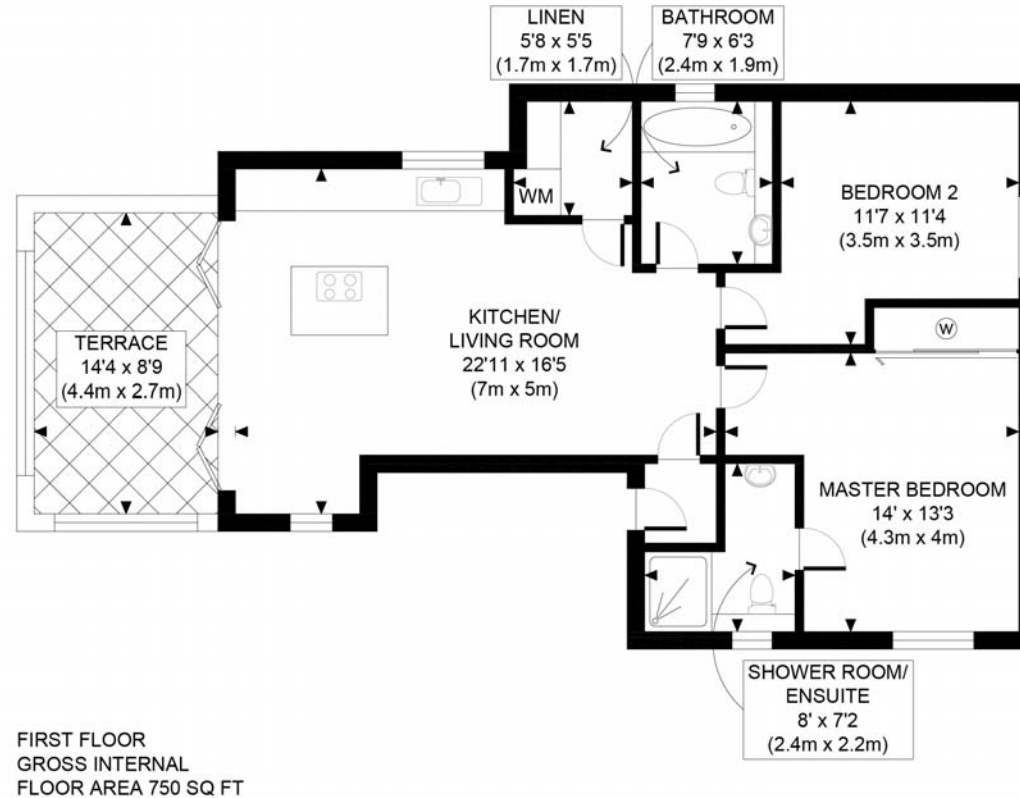 LINEN
5'8 x 5'5
(1.7m x 1.7m)
BATHROOM
7'9 x 6'3
(2.4m x 1.9m)
WM
BEDROOM 2
11'7 x 11'4
(3.5m x 3.5m)
W
TERRACE
14'4 x 8'9
(4.4m x 2.7m)
KITCHEN/
LIVING ROOM
22'11 x 16'5
(7m x 5m)
MASTER BEDROOM
14' x 13'3
(4.3m x 4m)
SHOWER ROOM/
ENSUITE
8' x 7'2
(2.4m x 2.2m)
FIRST FLOOR
GROSS INTERNAL
FLOOR AREA 750 SQ FT